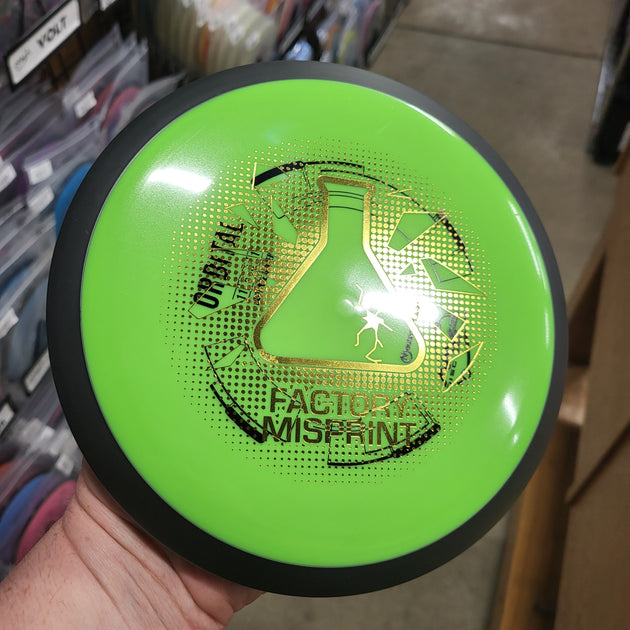 VOLT
ORBITAL
FACTORY
MISPRINT